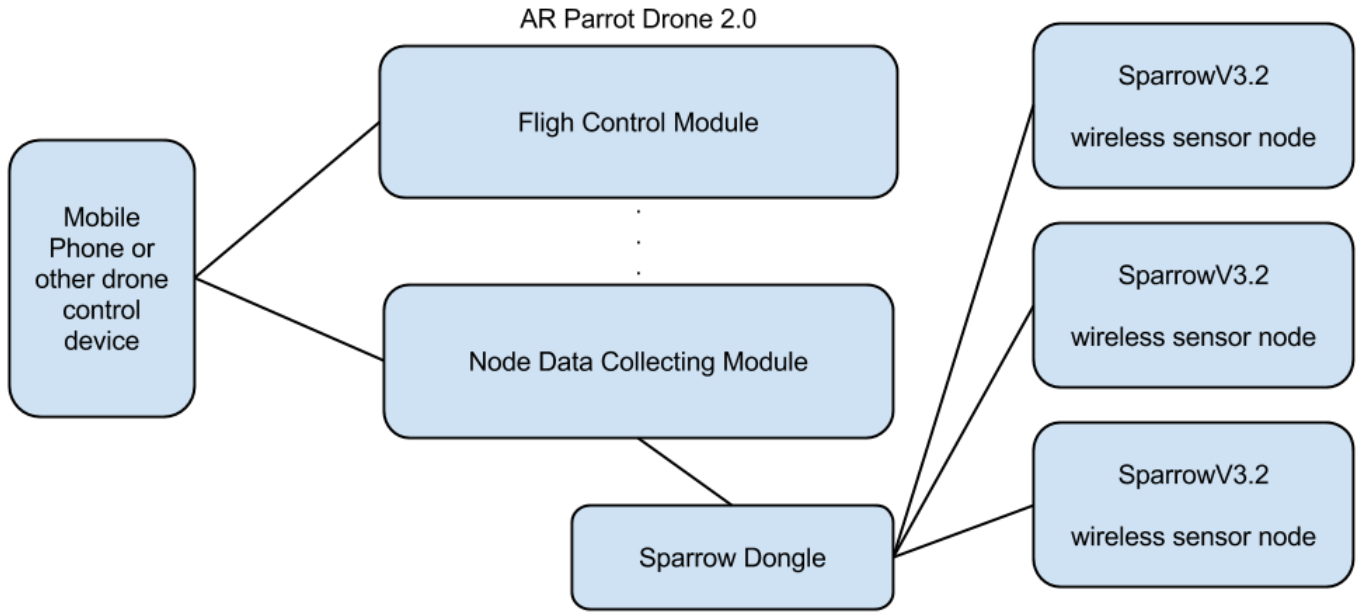 AR Parrot Drone 2.0
Fligh Control Module
Mobile
Phone or
other drone
control
device
Node Data Collecting Module
Sparrow Dongle
SparrowV3.2
wireless sensor node
SparrowV3.2
wireless sensor node
SparrowV3.2
wireless sensor node